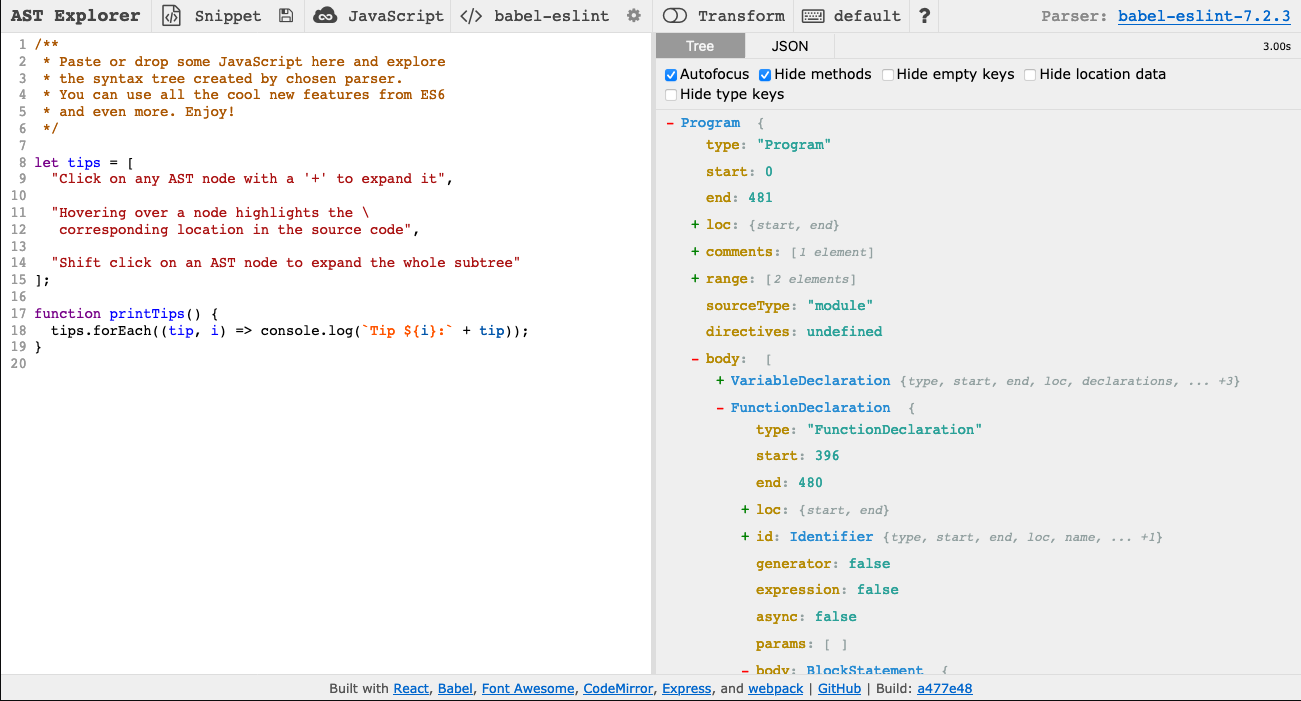 AST Explorer Snippet JavaScript </> babel-eslint Transform default ? Parser: babel-eslint-7.2.3
1 /**
2 * Paste or drop some JavaScript here and explore
3 * the syntax tree created by chosen parser.
4 * You can use all the cool new features from ES6
5 * and even more. Enjoy!
6 */
7
8 let tips = [
9 "Click on any AST node with a '+' to expand it",
10
11 "Hovering over a node highlights the \
12 corresponding location in the source code",
13
14 "Shift click on an AST node to expand the whole subtree"
15 ];
16
17 function printTips() {
18 tips.forEach((tip, i) => console.log(`Tip ${i}:` + tip));
19 }
20
Tree JSON 3.00s
Autofocus Hide methods Hide empty keys Hide location data
Hide type keys
- Program {
type: "Program"
start: 0
end: 481
+ loc: {start, end}
+ comments: [1 element]
+ range: [2 elements]
sourceType: "module"
directives: undefined
- body: [
+ VariableDeclaration {type, start, end, loc, declarations, ... +3}
- FunctionDeclaration {
type: "FunctionDeclaration"
start: 396
end: 480
+ loc: {start, end}
+ id: Identifier {type, start, end, loc, name, ... +1}
generator: false
expression: false
async: false
params: [ ]
- body: BlockStatement {
Built with React, Babel, Font Awesome, CodeMirror, Express, and webpack | GitHub | Build: a477e48